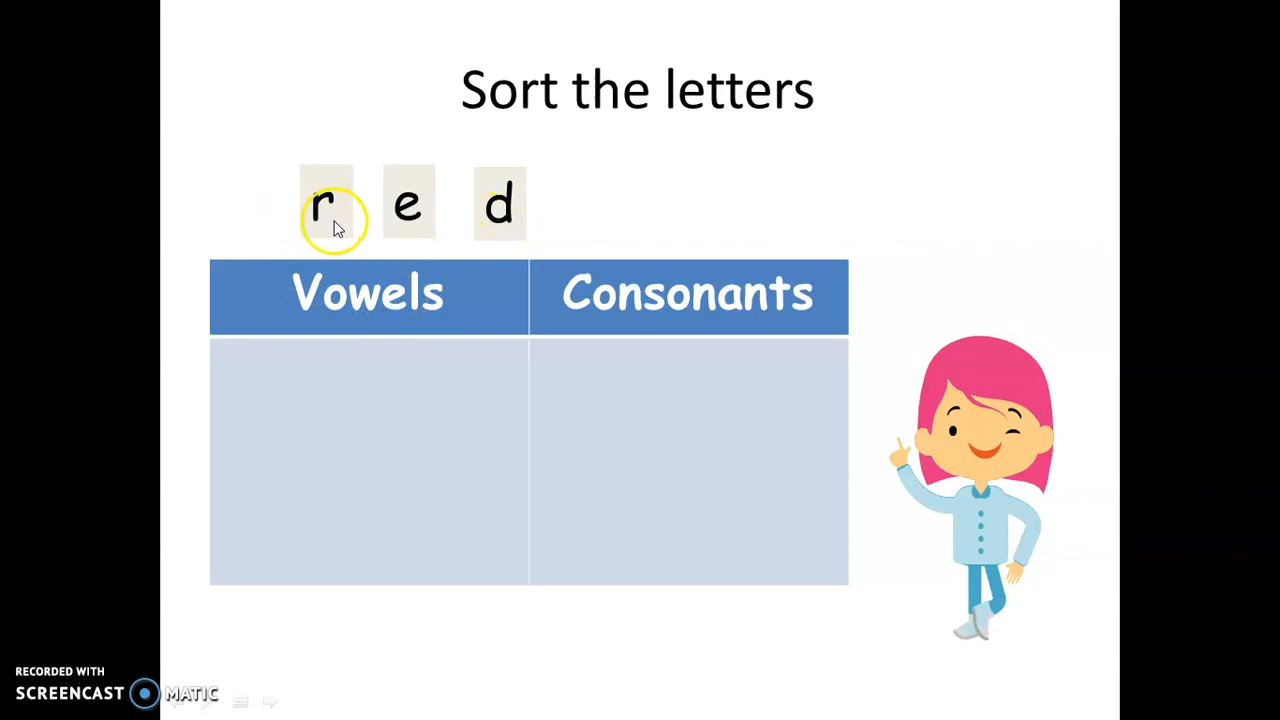 Sort the letters
r e d
Vowels Consonants
RECORDED WITH
SCREENCAST MATIC